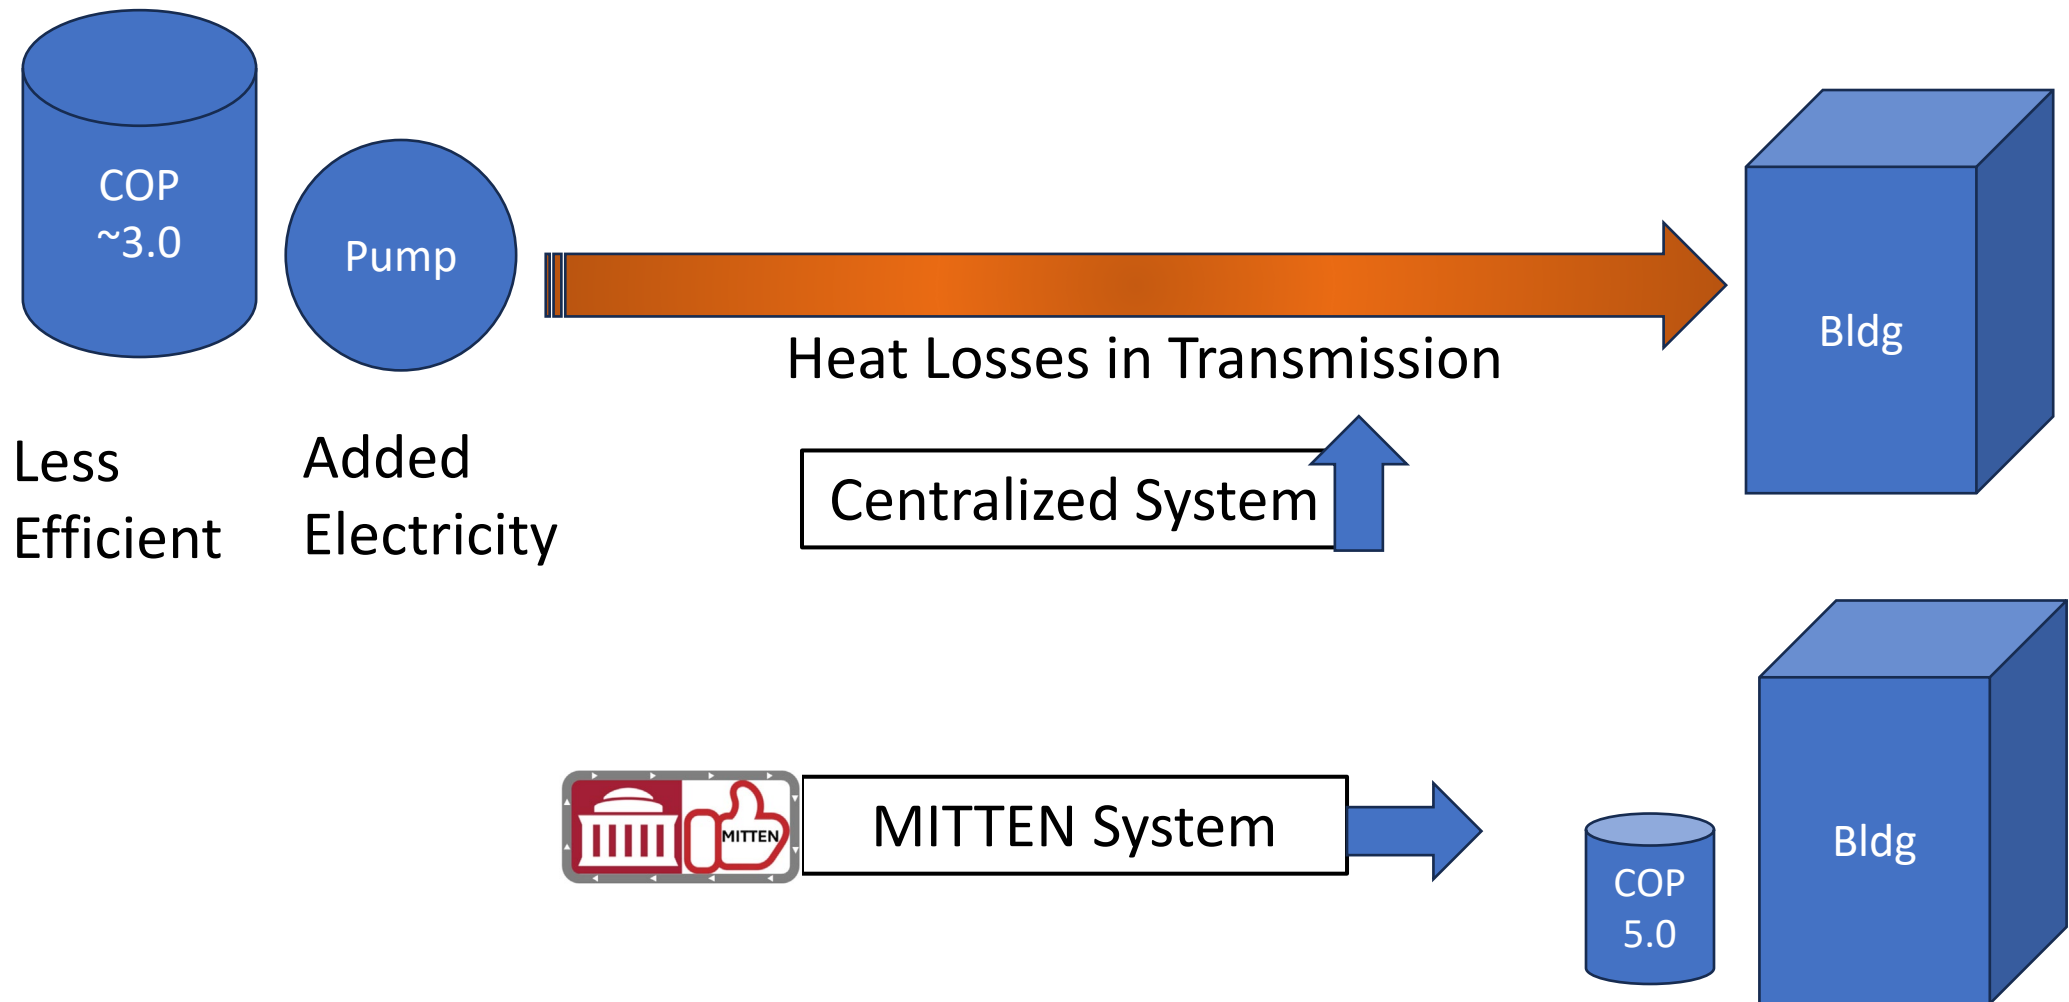 COP
~3.0
Pump
Bldg
Heat Losses in Transmission
Less
Efficient
Added
Electricity
Centralized System
MITTEN
MITTEN System
COP
5.0
Bldg